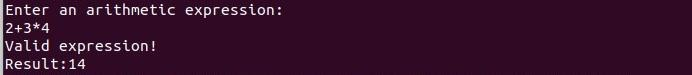 Enter an arithmetic expression:
2+3*4
Valid expression!
Result:14